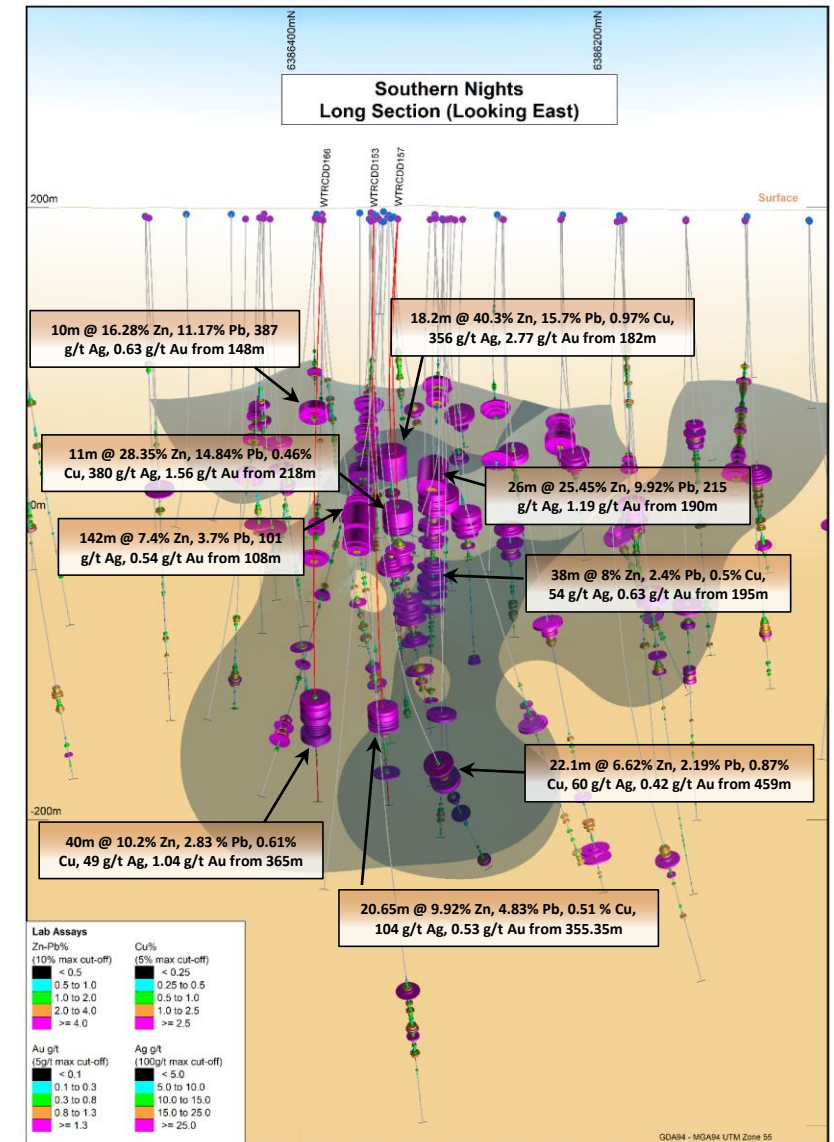 6386400mN
6386200mN
Southern Nights
Long Section (Looking East)
WTRCDD166
WTRCDD153
WTRCDD157
200m
Surface
10m @ 16.28% Zn, 11.17% Pb, 387
g/t Ag, 0.63 g/t Au from 148m
18.2m @ 40.3% Zn, 15.7% Pb, 0.97% Cu,
356 g/t Ag, 2.77 g/t Au from 182m
11m @ 28.35% Zn, 14.84% Pb, 0.46%
Cu, 380 g/t Ag, 1.56 g/t Au from 218m
26m @ 25.45% Zn, 9.92% Pb, 215
g/t Ag, 1.19 g/t Au from 190m
0m
142m @ 7.4% Zn, 3.7% Pb, 101
g/t Ag, 0.54 g/t Au from 108m
38m @ 8% Zn, 2.4% Pb, 0.5% Cu,
54 g/t Ag, 0.63 g/t Au from 195m
22.1m @ 6.62% Zn, 2.19% Pb, 0.87%
Cu, 60 g/t Ag, 0.42 g/t Au from 459m
-200m
40m @ 10.2% Zn, 2.83 % Pb, 0.61%
Cu, 49 g/t Ag, 1.04 g/t Au from 365m
20.65m @ 9.92% Zn, 4.83% Pb, 0.51 % Cu,
104 g/t Ag, 0.53 g/t Au from 355.35m
Lab Assays
Zn-Pb%
(10% max cut-off)
< 0.5
0.5 to 1.0
1.0 to 2.0
2.0 to 4.0
>= 4.0
Cu%
(5% max cut-off)
< 0.25
0.25 to 0.5
0.5 to 1.0
1.0 to 2.5
>= 2.5
Au g/t
(5g/t max cut-off)
< 0.1
0.1 to 0.3
0.3 to 0.8
0.8 to 1.3
>= 1.3
Ag g/t
(100g/t max cut-off)
< 5.0
5.0 to 10.0
10.0 to 15.0
15.0 to 25.0
>= 25.0
GDA94 - MGA94 UTM Zone 55